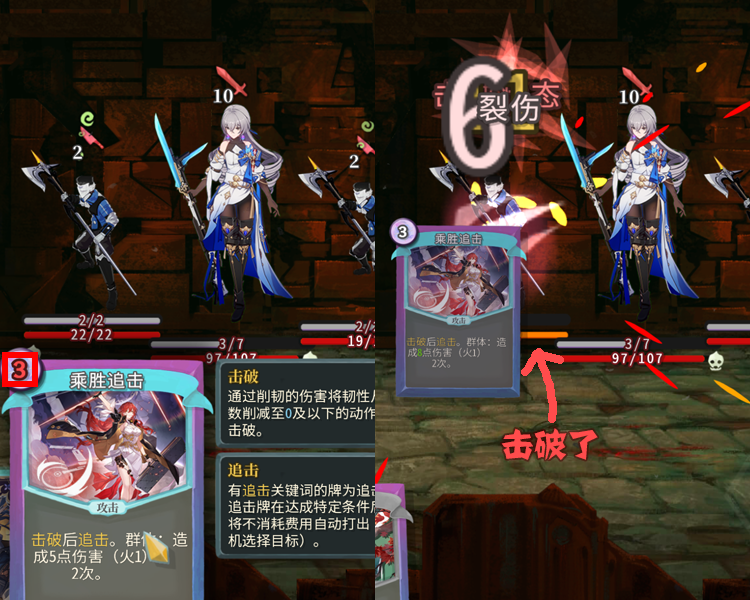 10
2
2
2/2
22/22
3/7
97/107
2/
19/
3
乘胜追击
攻击
击破后追击。群体：造
成5点伤害（火1）
2次。
击破
通过削韧的伤害将韧性
数削减至0及以下的动作
击破。
追击
有追击关键词的牌为追
追击牌在达成特定条件
将不消耗费用自动打出
机选择目标）。
态
6
裂伤
10
2
3
乘胜追击
攻击
击破后追击。群体：造
成8点伤害（火1）
2次。
3/7
97/107
击破了